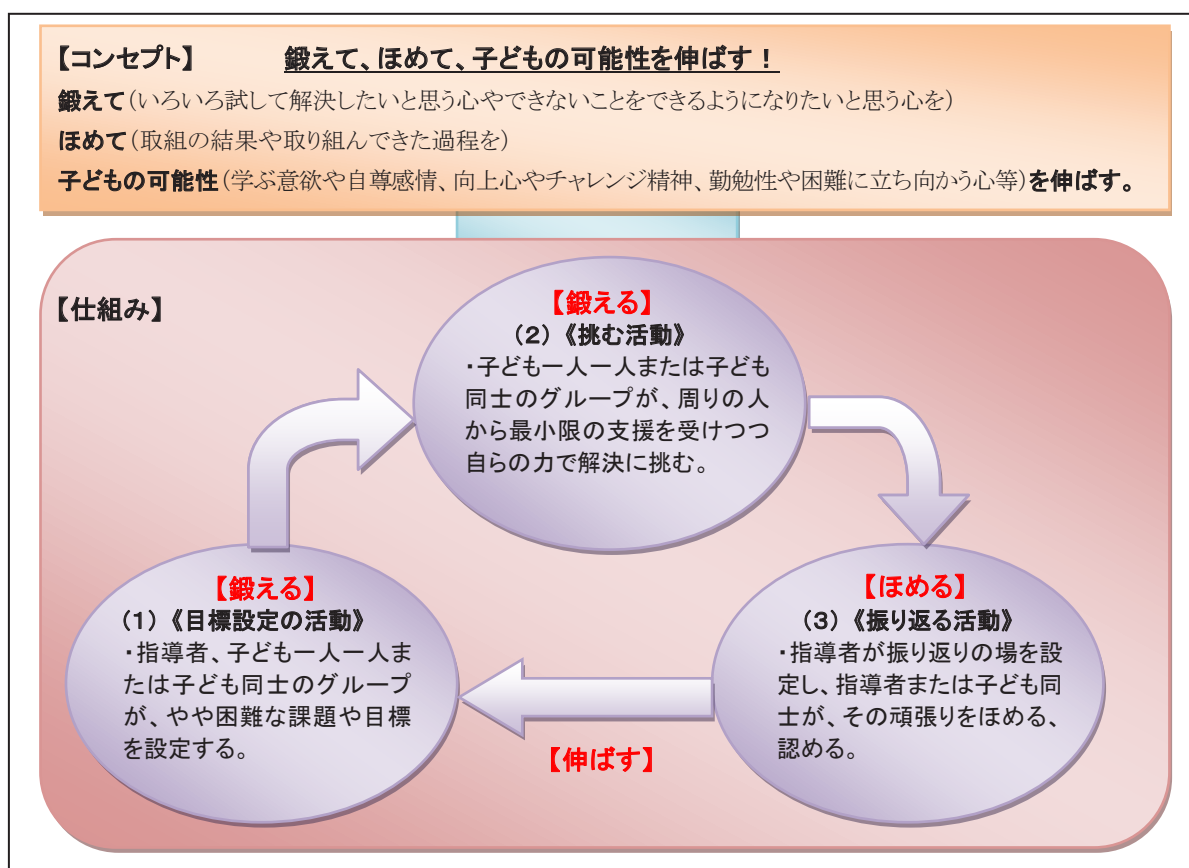 【コンセプト】 鍛えて、ほめて、子どもの可能性を伸ばす！
鍛えて（いろいろ試して解決したいと思う心やできないことをできるようになりたいと思う心を）
ほめて（取組の結果や取り組んできた過程を）
子どもの可能性（学ぶ意欲や自尊感情、向上心やチャレンジ精神、勤勉性や困難に立ち向かう心等）を伸ばす。
【仕組み】
【鍛える】
（２）《挑む活動》
・子ども一人一人または子ども
同士のグループが、周りの人
から最小限の支援を受けつつ
自らの力で解決に挑む。
【鍛える】
（１）《目標設定の活動》
・指導者、子ども一人一人ま
たは子ども同士のグループ
が、やや困難な課題や目標
を設定する。
【ほめる】
（３）《振り返る活動》
・指導者が振り返りの場を設
定し、指導者または子ども同
士が、その頑張りをほめる、
認める。
【伸ばす】